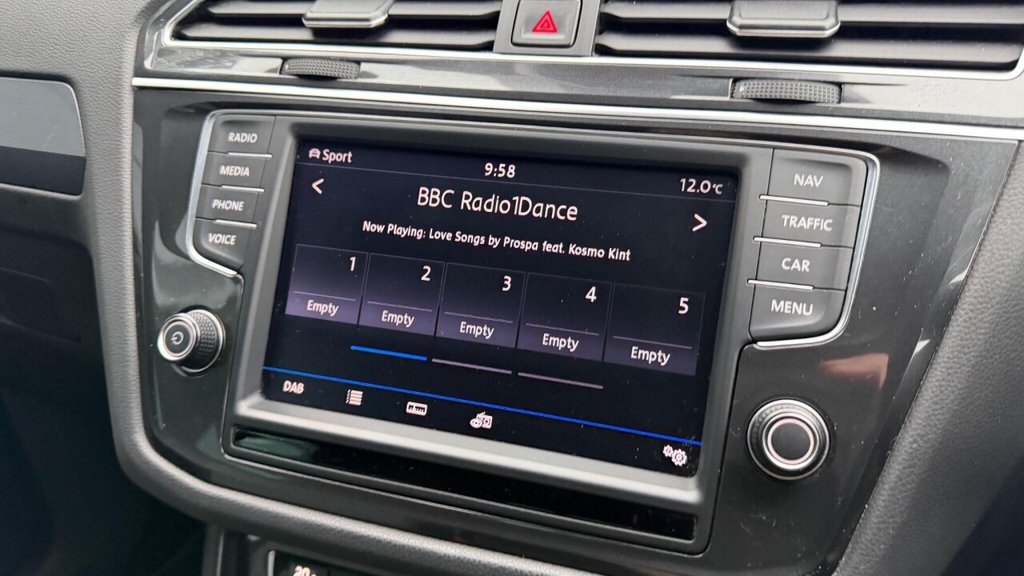 RADIO
MEDIA
PHONE
VOICE
Sport
9:58
12.0°C
< >
BBC Radio1Dance
Now Playing: Love Songs by Prospa feat. Kosmo Kint
1 2 3 4 5
Empty Empty Empty Empty Empty
DAB
NAV
TRAFFIC
CAR
MENU